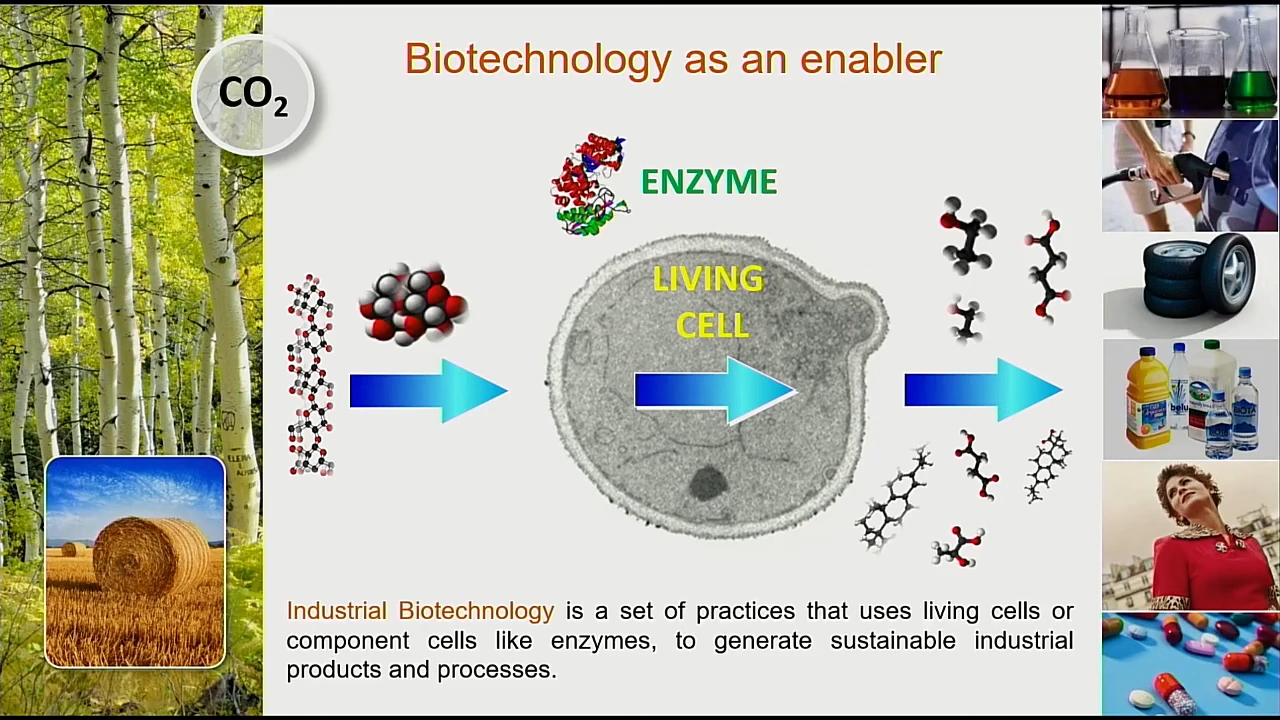 Biotechnology as an enabler
CO₂
ENZYME
LIVING
CELL
Industrial Biotechnology is a set of practices that uses living cells or
component cells like enzymes, to generate sustainable industrial
products and processes.